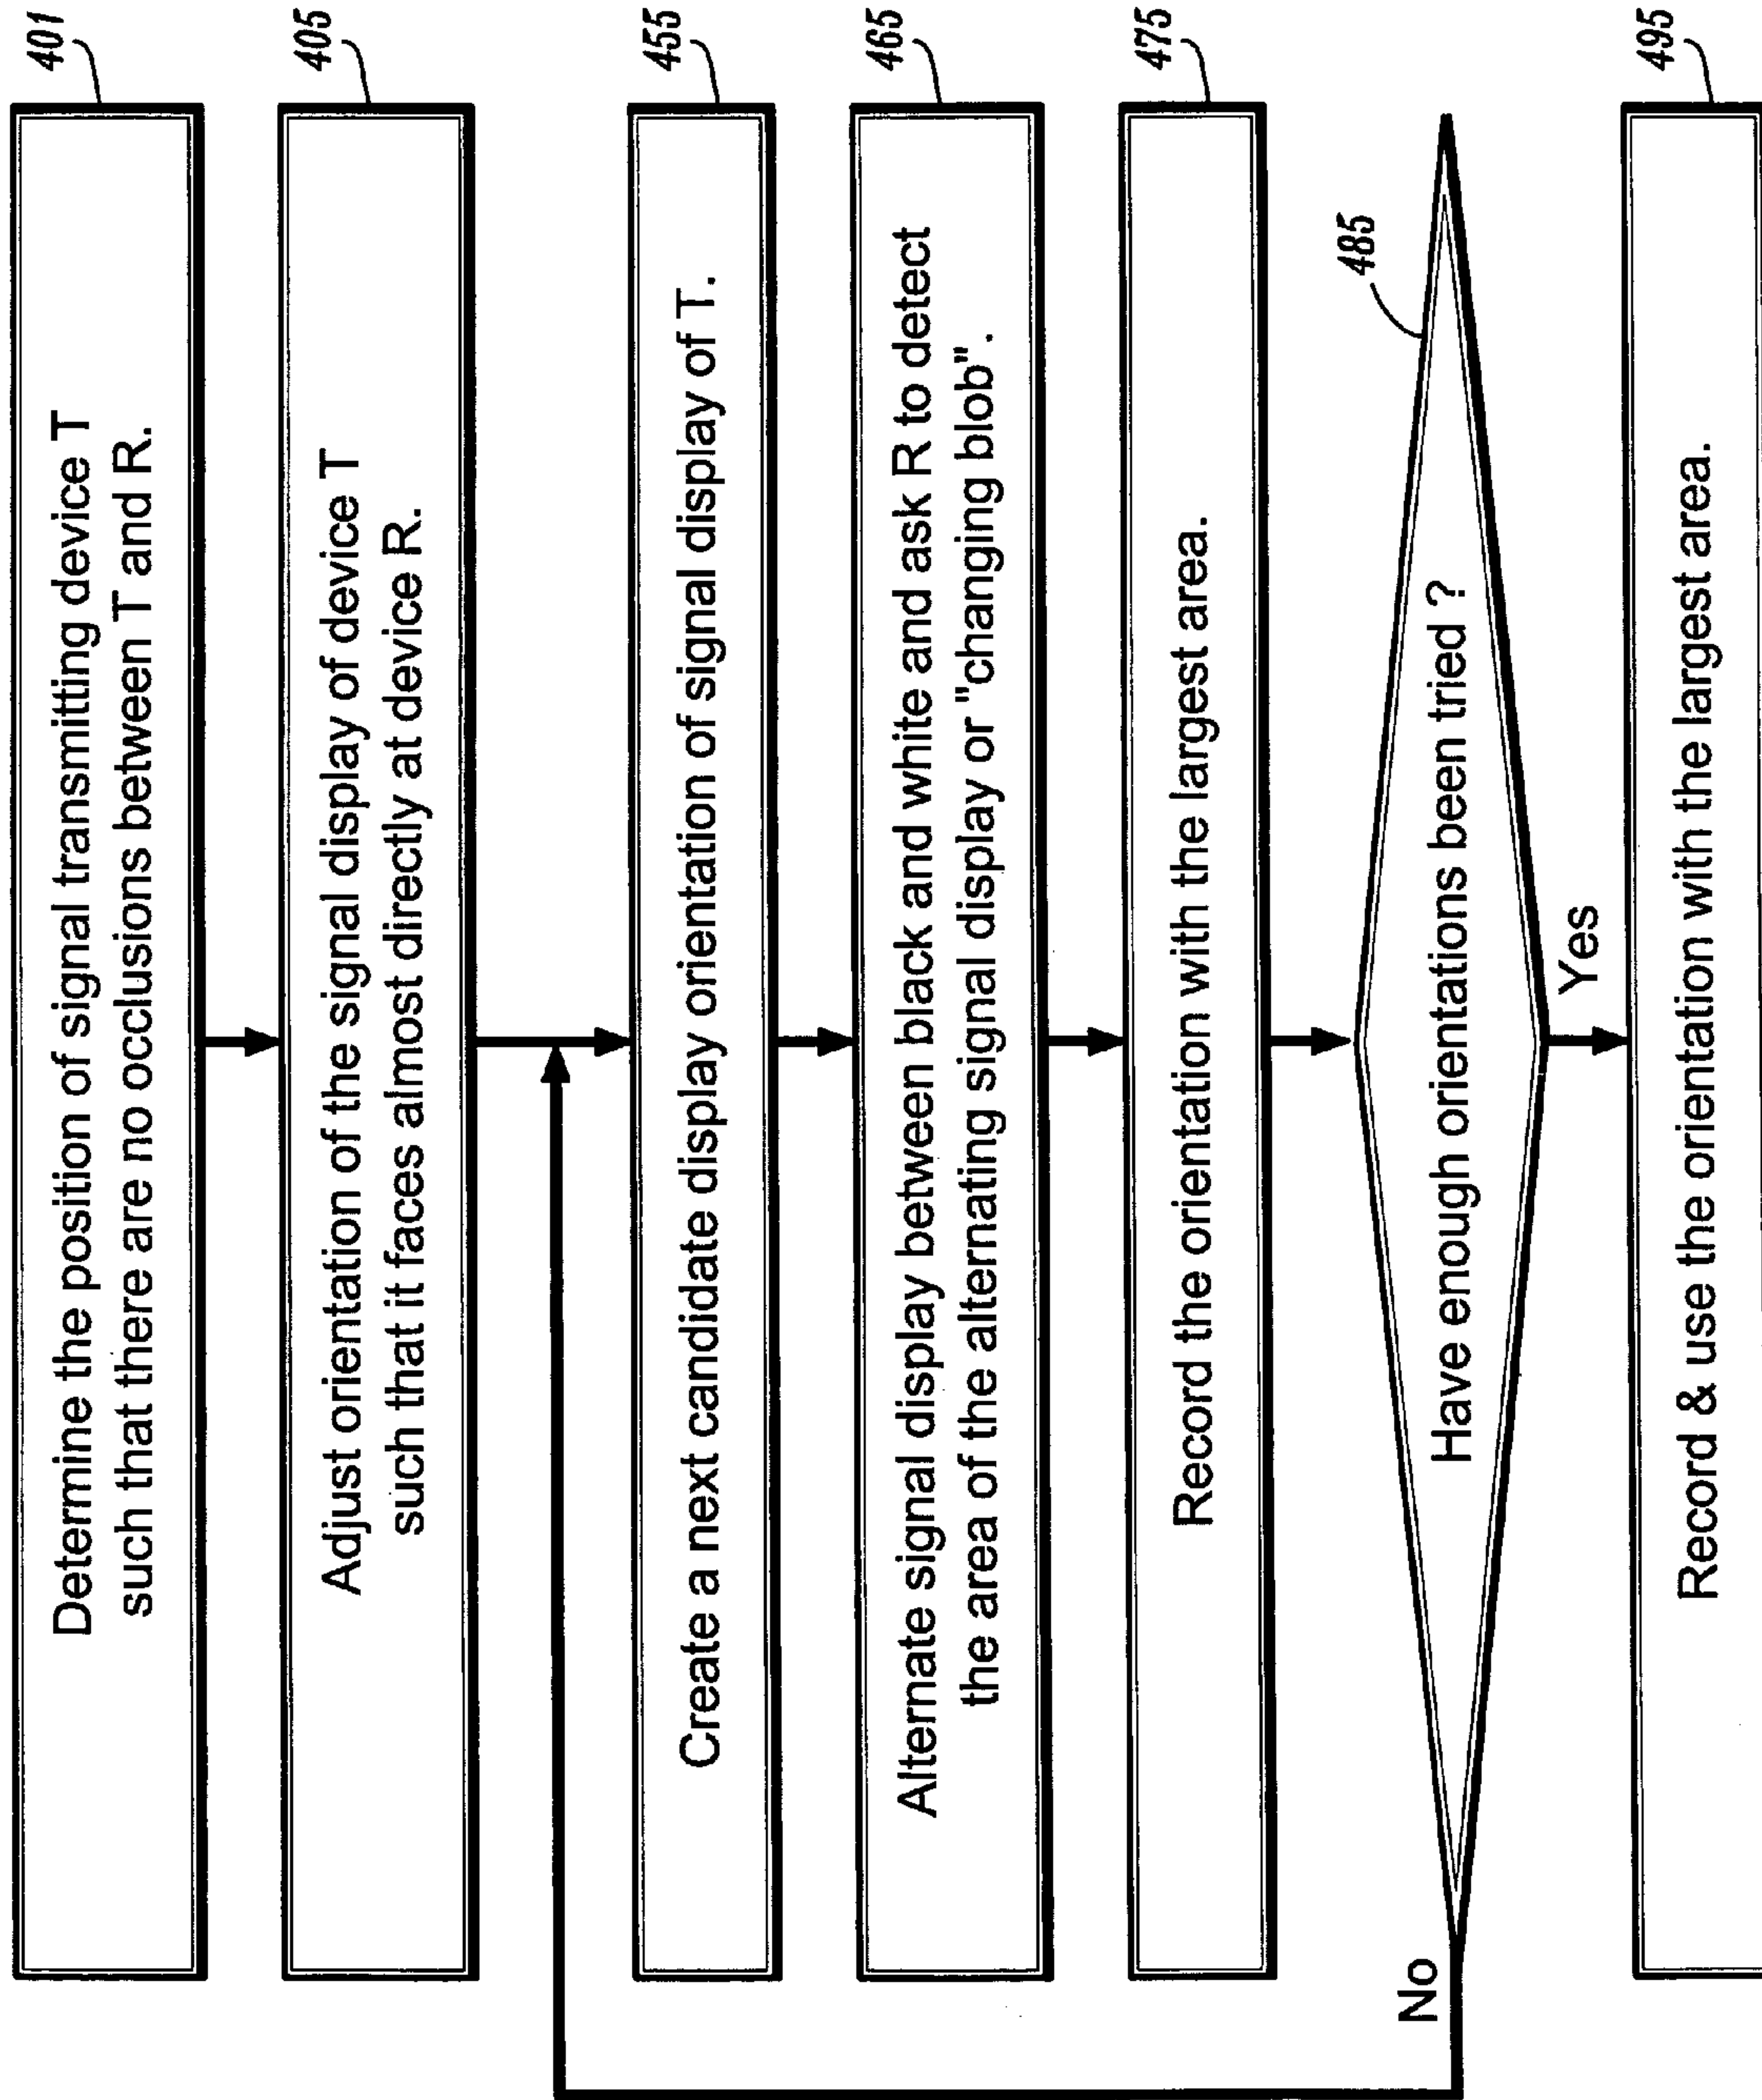 401
Determine the position of signal transmitting device T
such that there are no occlusions between T and R.
405
Adjust orientation of the signal display of device T
such that it faces almost directly at device R.
455
Create a next candidate display orientation of signal display of T.
465
Alternate signal display between black and white and ask R to detect
the area of the alternating signal display or "changing blob".
475
Record the orientation with the largest area.
485
Have enough orientations been tried ?
No
Yes
495
Record & use the orientation with the largest area.